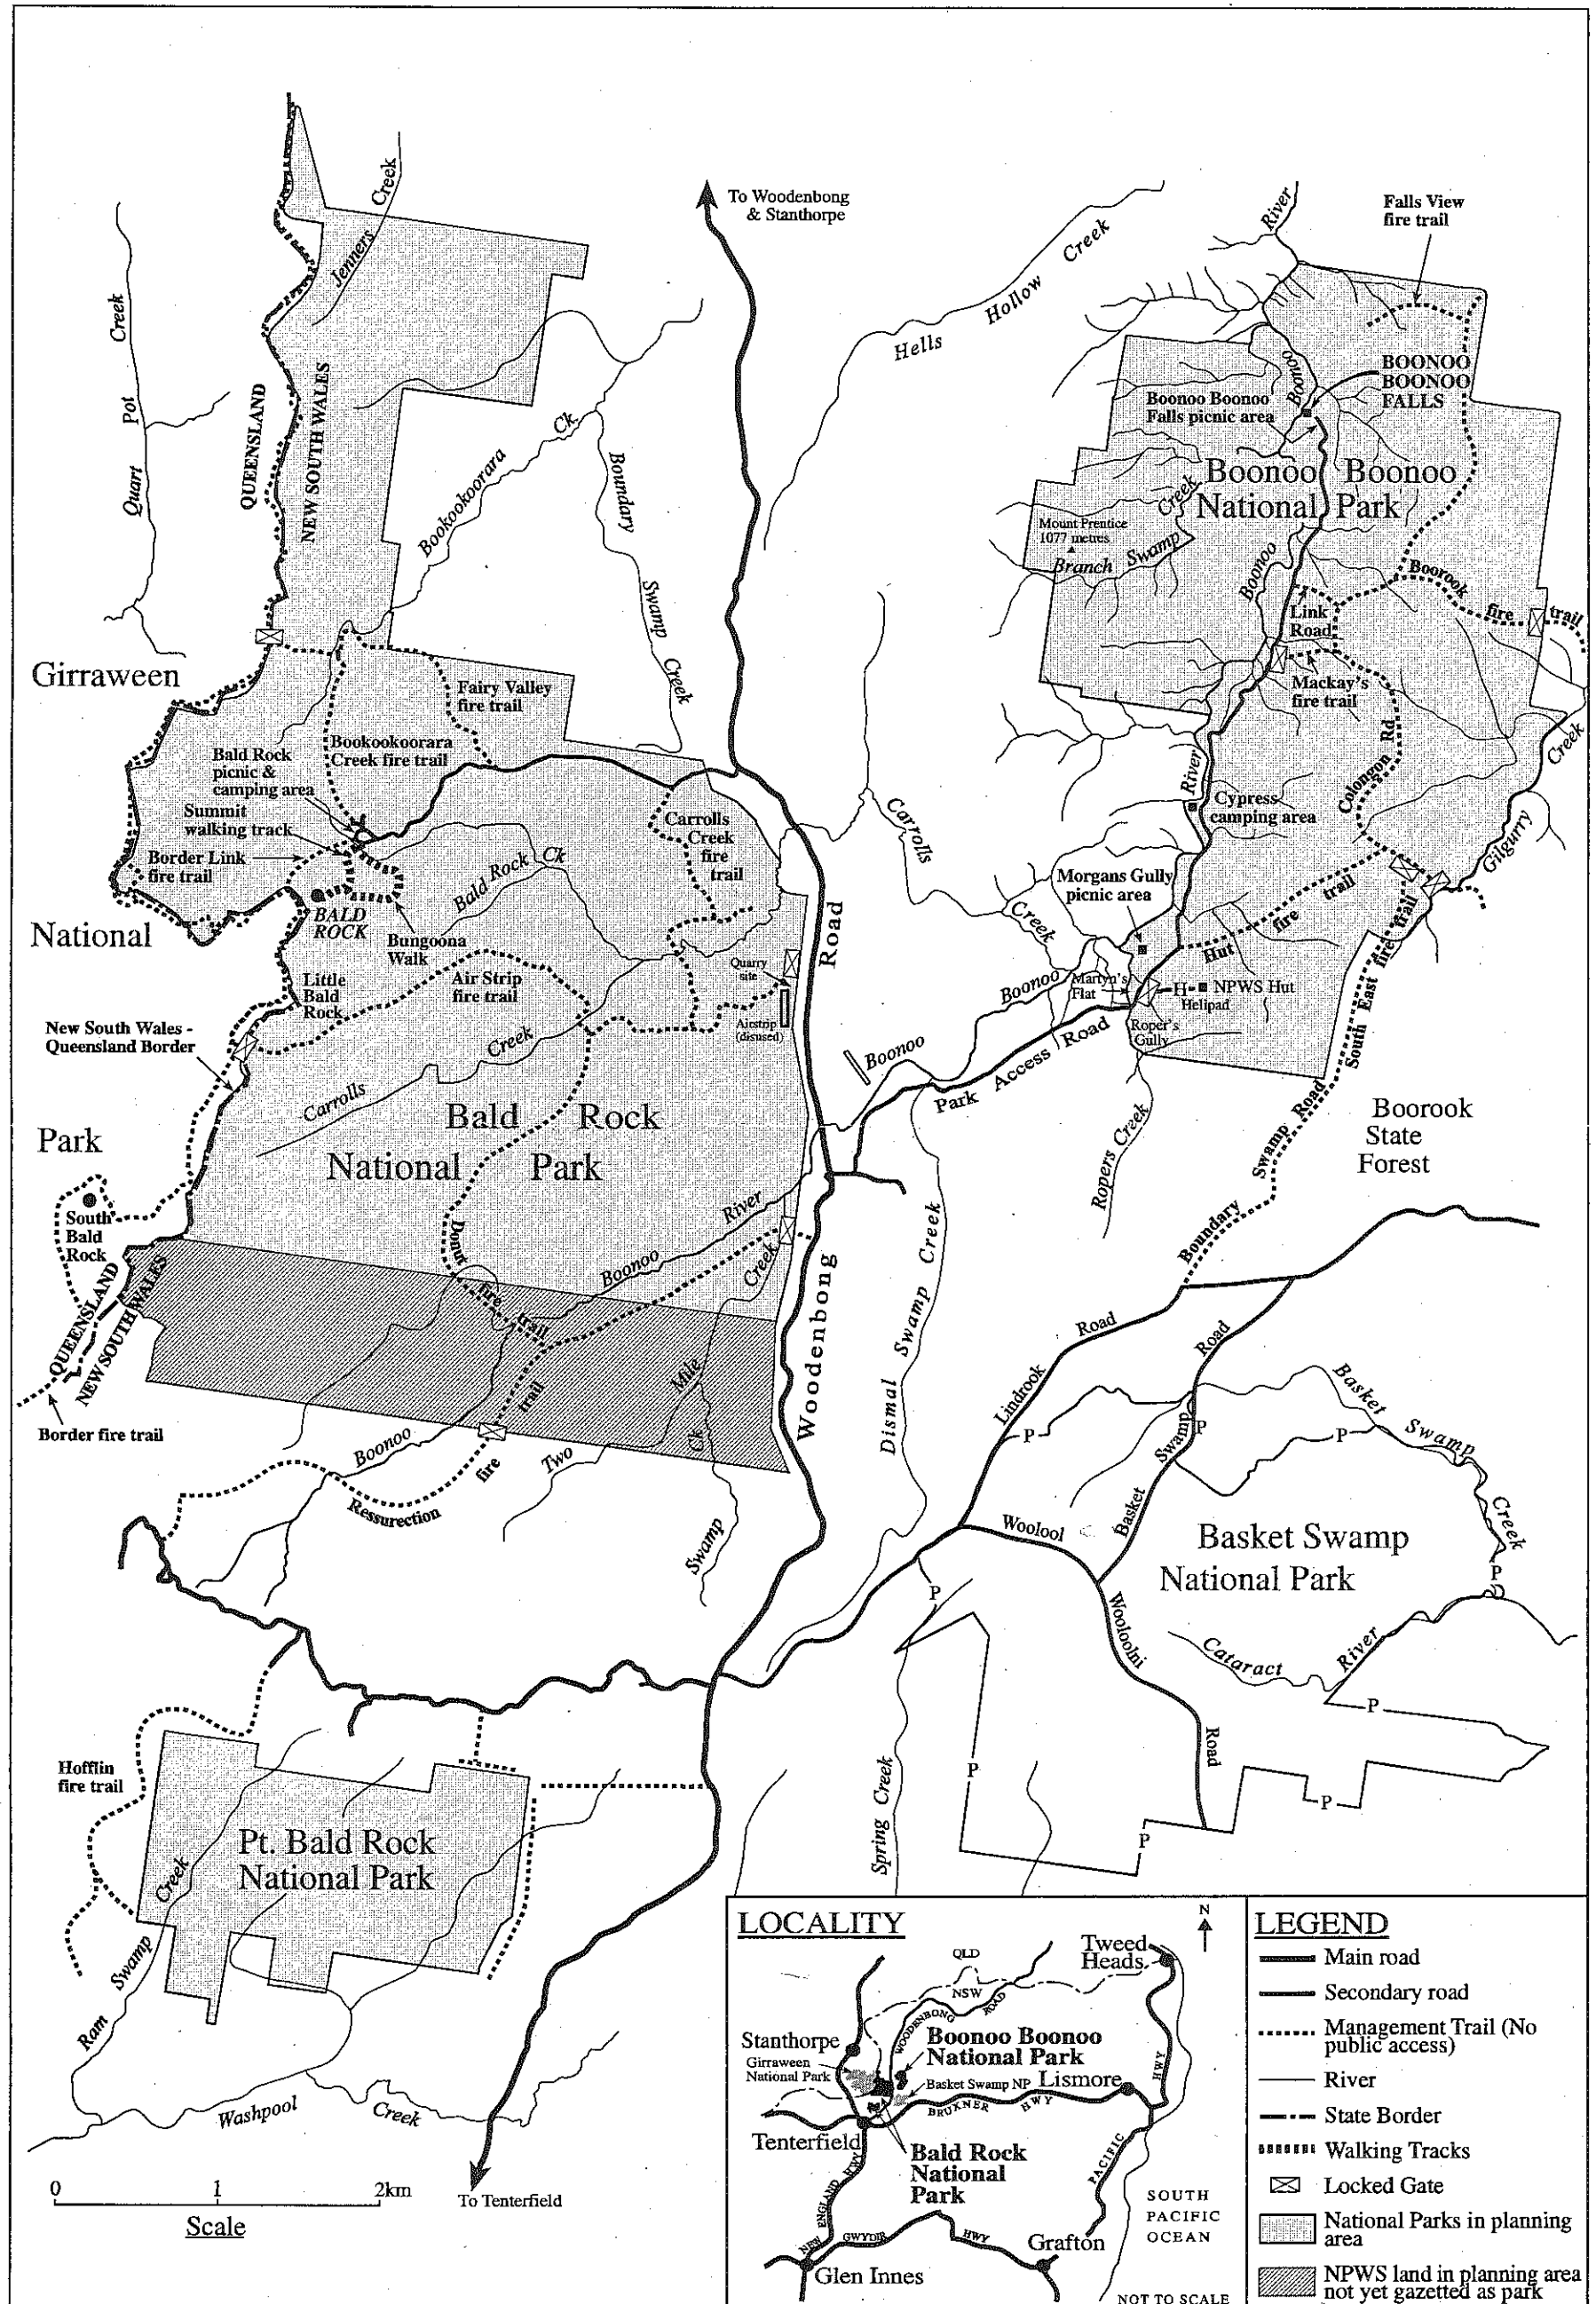 To Woodenbong
& Stanthorpe
Jenners Creek
Quart Pot Creek
QUEENSLAND
NEW SOUTH WALES
Bookookoorara Ck.
Boundary Swamp Creek
Hells Hollow Creek
River
Falls View
fire trail
BOONOO
BOONOO
FALLS
Boonoo
Boonoo Boonoo
Falls picnic area
Boonoo Boonoo
National Park
Creek
Mount Prentice
1077 metres
Branch Swamp
Boonoo
Boorook fire trail
Link
Road
Mackay's
fire trail
Girraween
Fairy Valley
fire trail
Bald Rock
picnic &
camping area
Bookookoorara
Creek fire trail
Summit
walking track
Border Link
fire trail
BALD
ROCK
Bald Rock Ck
Carrolls
Creek
fire
trail
River
Cypress
camping area
Colongon Rd
Creek
Gilgurry
National
Bungoona
Walk
Little
Bald
Rock
Air Strip
fire trail
Quarry
site
Airstrip
(disused)
Road
Carrolls
Creek
Morgans Gully
picnic area
Hut fire trail
Boonoo
Martyn's
Flat
H
NPWS Hut
Helipad
Roper's
Gully
South East fire trail
New South Wales -
Queensland Border
Carrolls Creek
Boonoo
Park Access Road
Ropers Creek
Bald Rock
National Park
Park
Boorook
State
Forest
Boundary Swamp Road
South
Bald
Rock
Donut fire trail
Boonoo River
Creek
QUEENSLAND
NEW SOUTH WALES
Woodenbong
Dismal Swamp Creek
Lindrook Road
Basket Swamp Road
Basket Swamp Creek
P
P
P
P
Border fire trail
Boonoo
Ressurection fire trail
Two Mile
Swamp Ck
Woolool
Wooloolni Road
Basket Swamp
National Park
P
Cataract River
P
P
P
P
Spring Creek
Hofflin
fire trail
Pt. Bald Rock
National Park
Ram Swamp Creek
Washpool Creek
0 1 2km
Scale
To Tenterfield
LOCALITY
N
Tweed
Heads
QLD
NSW
WOODENBONG ROAD
Stanthorpe
Girraween
National Park
Boonoo Boonoo
National Park
Basket Swamp NP
Lismore
HWY
BRUXNER HWY
Tenterfield
Bald Rock
National
Park
PACIFIC
NEW ENGLAND HWY
GWYDIR HWY
SOUTH
PACIFIC
OCEAN
Grafton
Glen Innes
NOT TO SCALE
LEGEND
Main road
Secondary road
Management Trail (No
public access)
River
State Border
Walking Tracks
Locked Gate
National Parks in planning
area
NPWS land in planning area
not yet gazetted as park